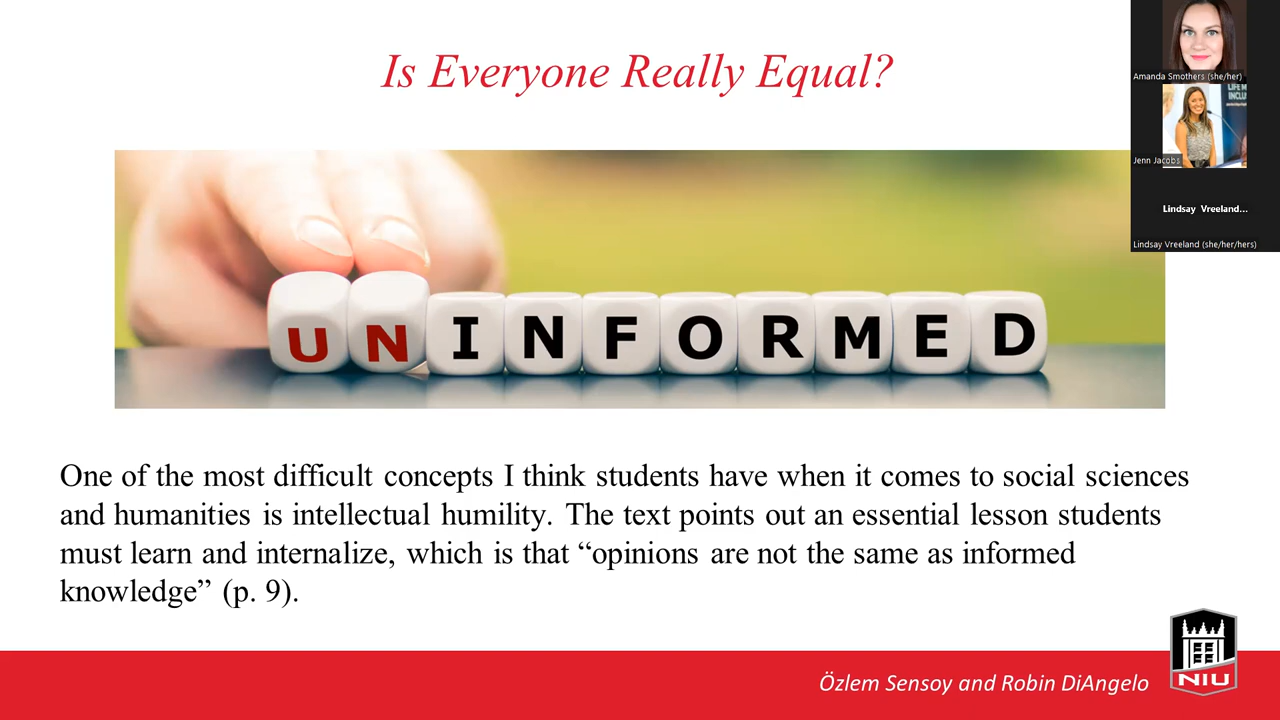 Is Everyone Really Equal?
Amanda Smothers (she/her)
LIFE M
INCLU
Jenn Jacobs
Lindsay Vreeland...
Lindsay Vreeland (she/her/hers)
UNINFORMED
One of the most difficult concepts I think students have when it comes to social sciences
and humanities is intellectual humility. The text points out an essential lesson students
must learn and internalize, which is that “opinions are not the same as informed
knowledge” (p. 9).
Özlem Sensoy and Robin DiAngelo
NIU